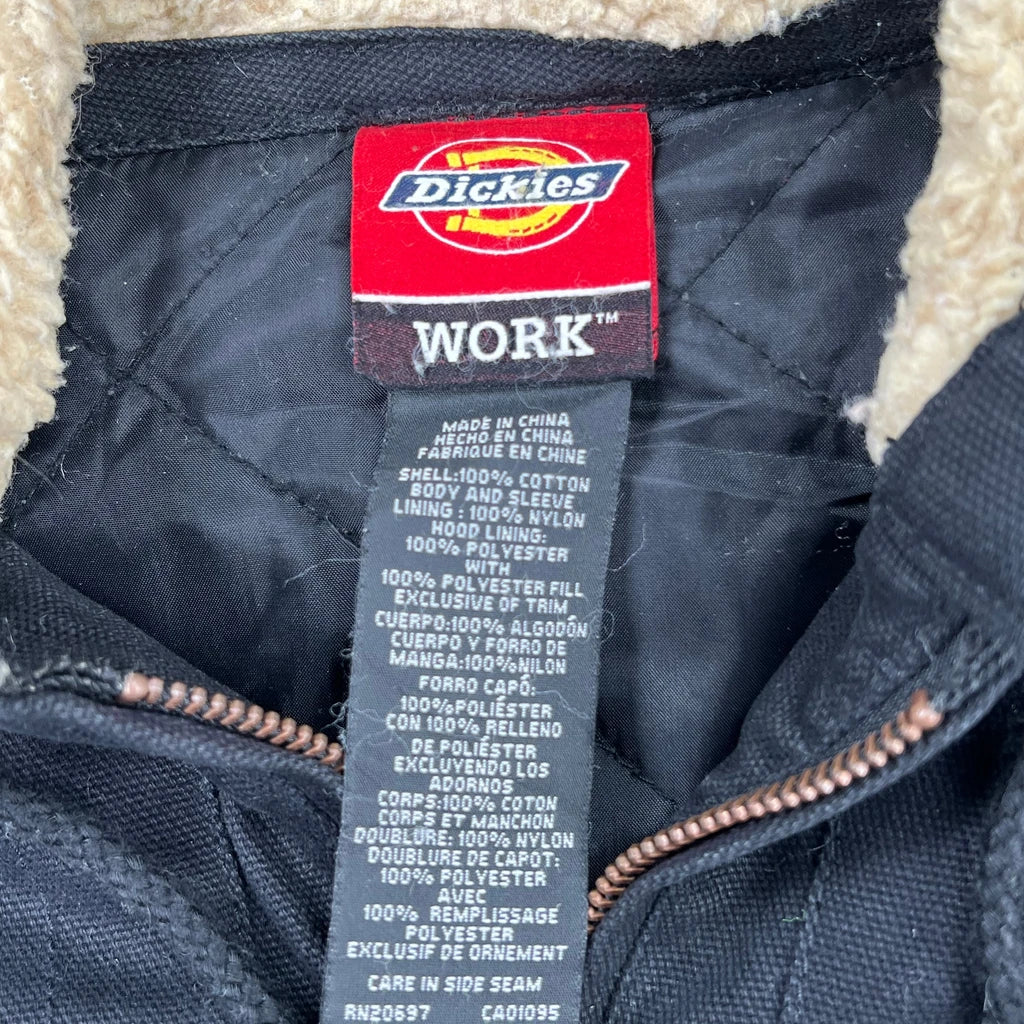 Dickies
WORK™
MADE IN CHINA
HECHO EN CHINA
FABRIQUE EN CHINE
SHELL:100% COTTON
BODY AND SLEEVE
LINING : 100% NYLON
HOOD LINING:
100% POLYESTER
WITH
100% POLYESTER FILL
EXCLUSIVE OF TRIM
CUERPO:100% ALGODÓN
CUERPO Y FORRO DE
MANGA:100%NILON
FORRO CAPÓ:
100%POLIÉSTER
CON 100% RELLENO
DE POLIÉSTER
EXCLUYENDO LOS
ADORNOS
CORPS:100% COTON
CORPS ET MANCHON
DOUBLURE: 100% NYLON
DOUBLURE DE CAPOT:
100% POLYESTER
AVEC
100% REMPLISSAGE
POLYESTER
EXCLUSIF DE ORNEMENT
CARE IN SIDE SEAM
RN20697 CA01095